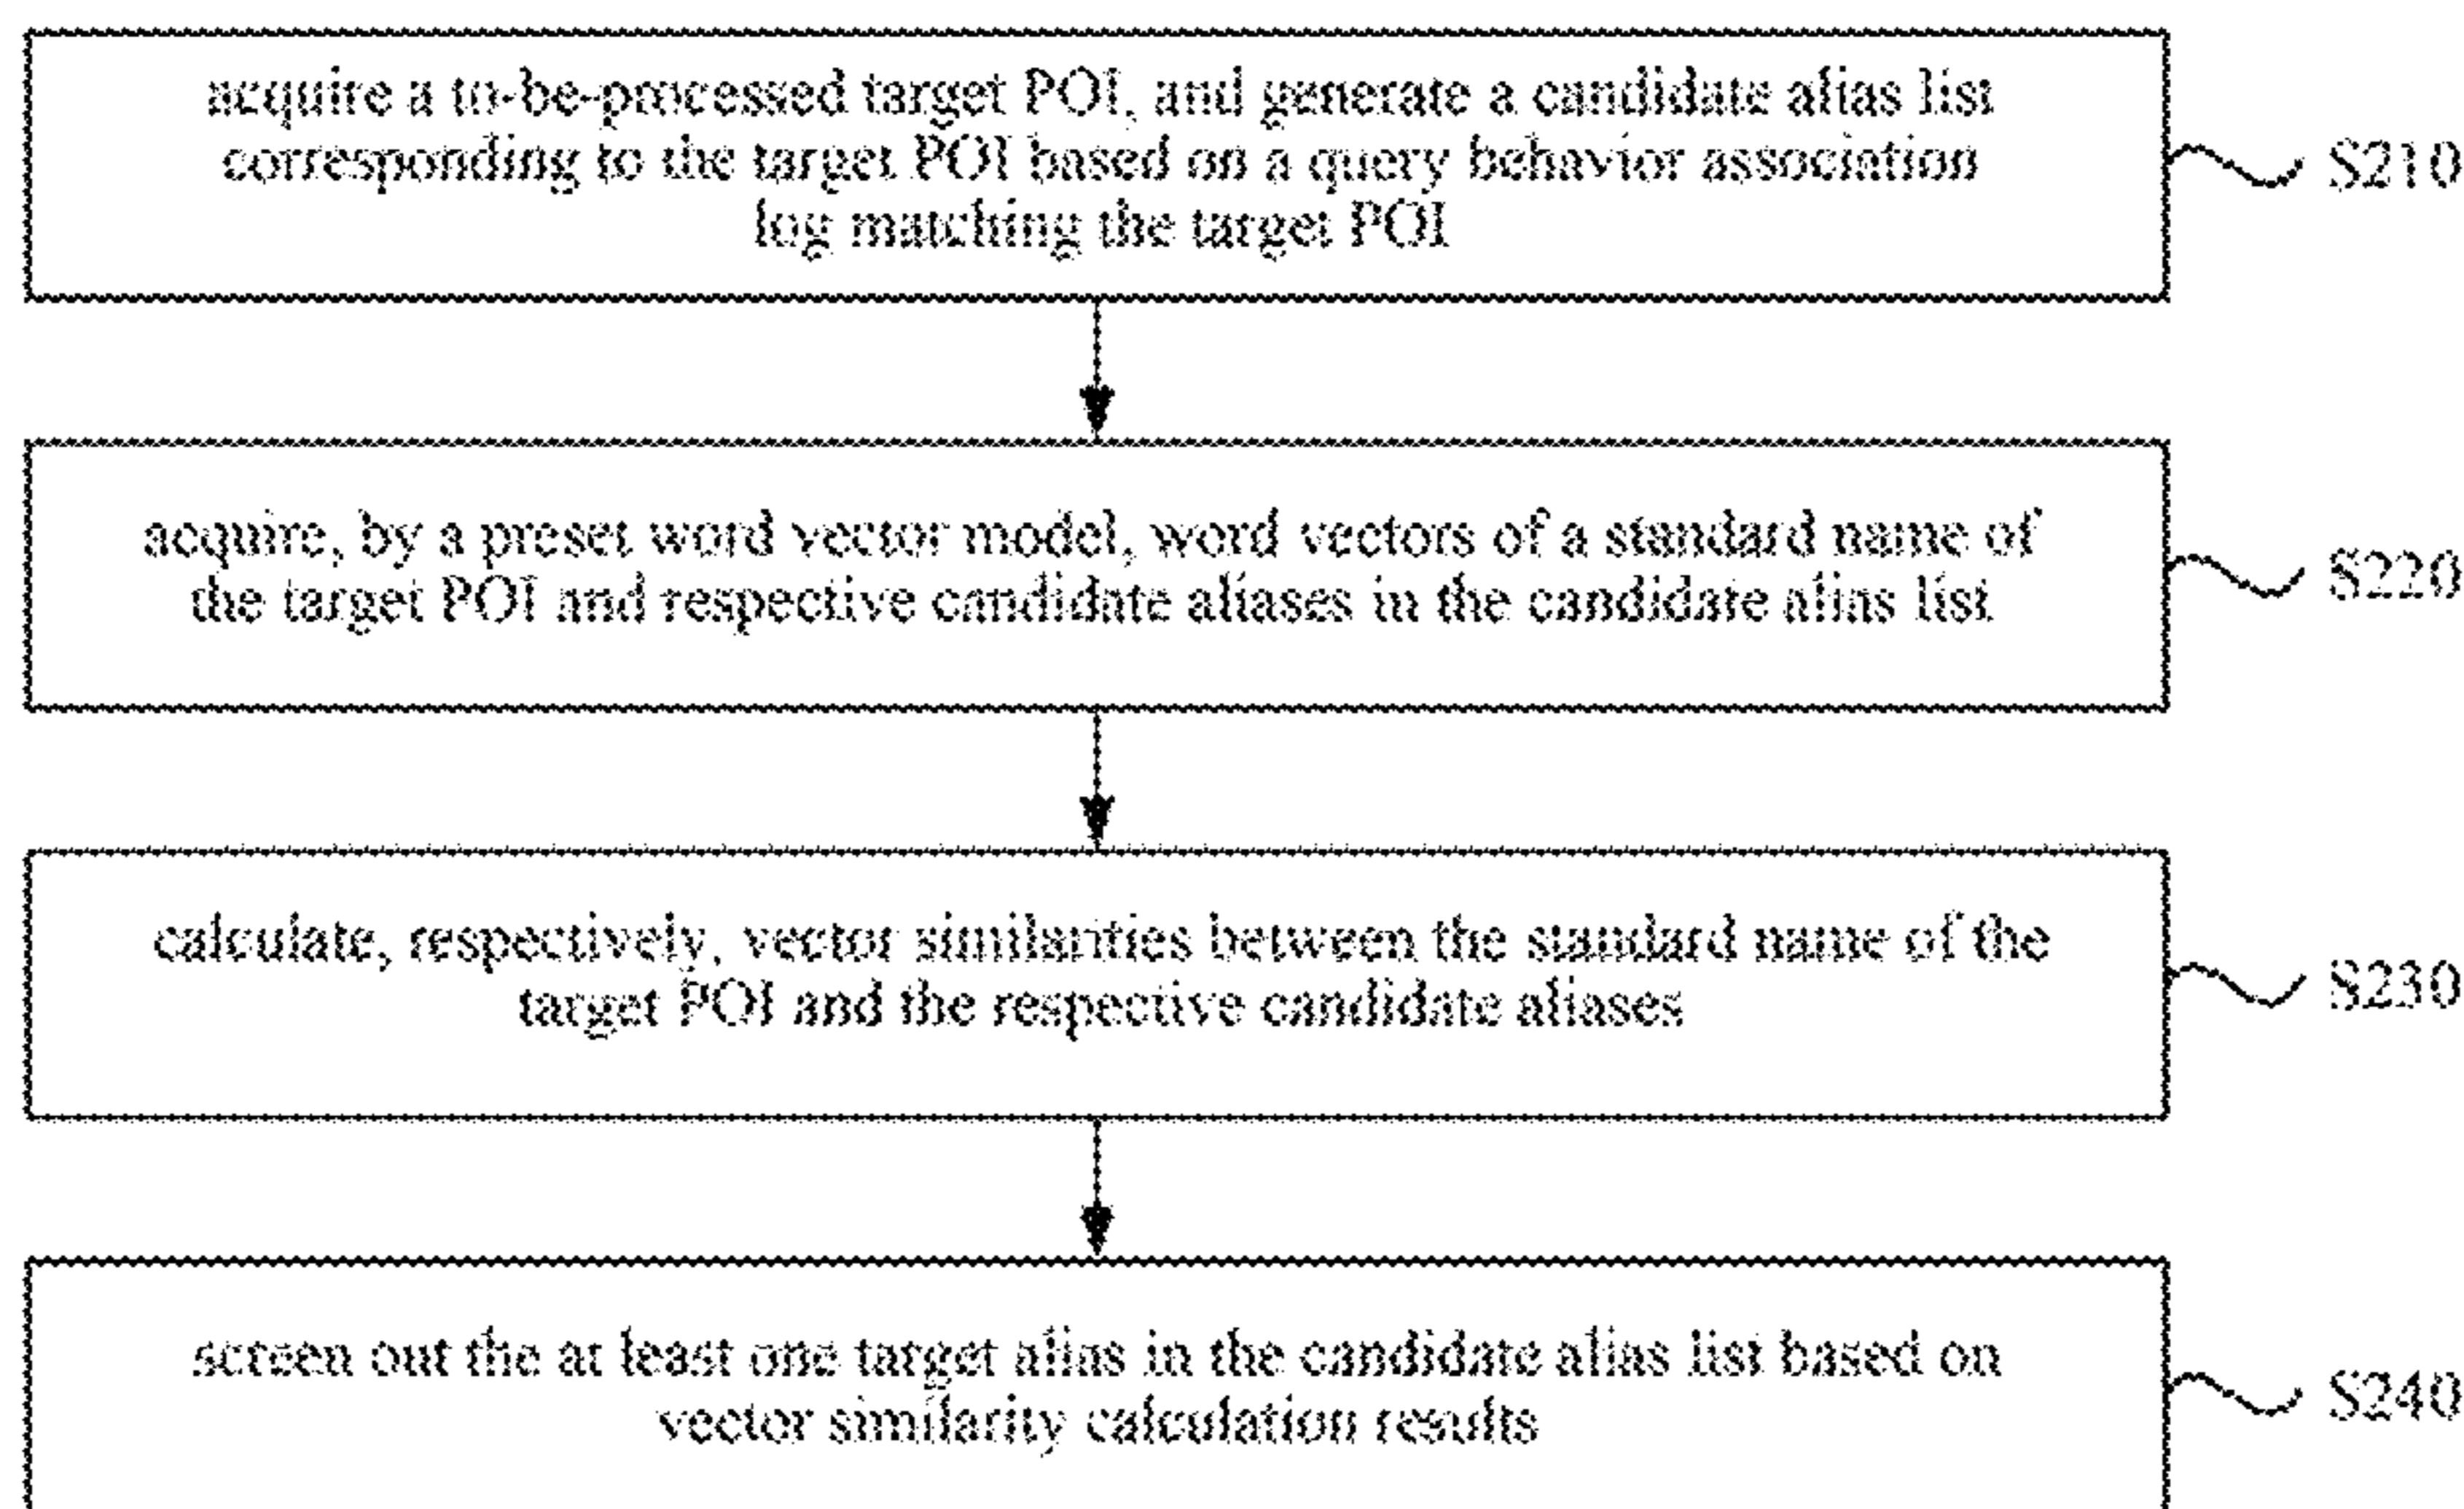 acquire a to-be-processed target POI, and generate a candidate alias list
corresponding to the target POI based on a query behavior association
log matching the target POI
S210
acquire, by a preset word vector model, word vectors of a standard name of
the target POI and respective candidate aliases in the candidate alias list
S220
calculate, respectively, vector similarities between the standard name of the
target POI and the respective candidate aliases
S230
screen out the at least one target alias in the candidate alias list based on
vector similarity calculation results
S240